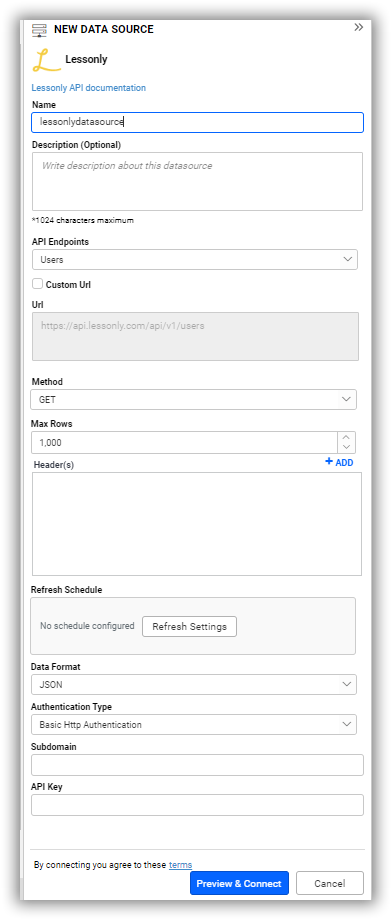 NEW DATA SOURCE
Lessonly
Lessonly API documentation
Name
lessonlydatasource
Description (Optional)
Write description about this datasource
*1024 characters maximum
API Endpoints
Users
Custom Url
Url
https://api.lessonly.com/api/v1/users
Method
GET
Max Rows
1,000
Header(s)
+ ADD
Refresh Schedule
No schedule configured
Refresh Settings
Data Format
JSON
Authentication Type
Basic Http Authentication
Subdomain
API Key
By connecting you agree to these terms
Preview & Connect
Cancel